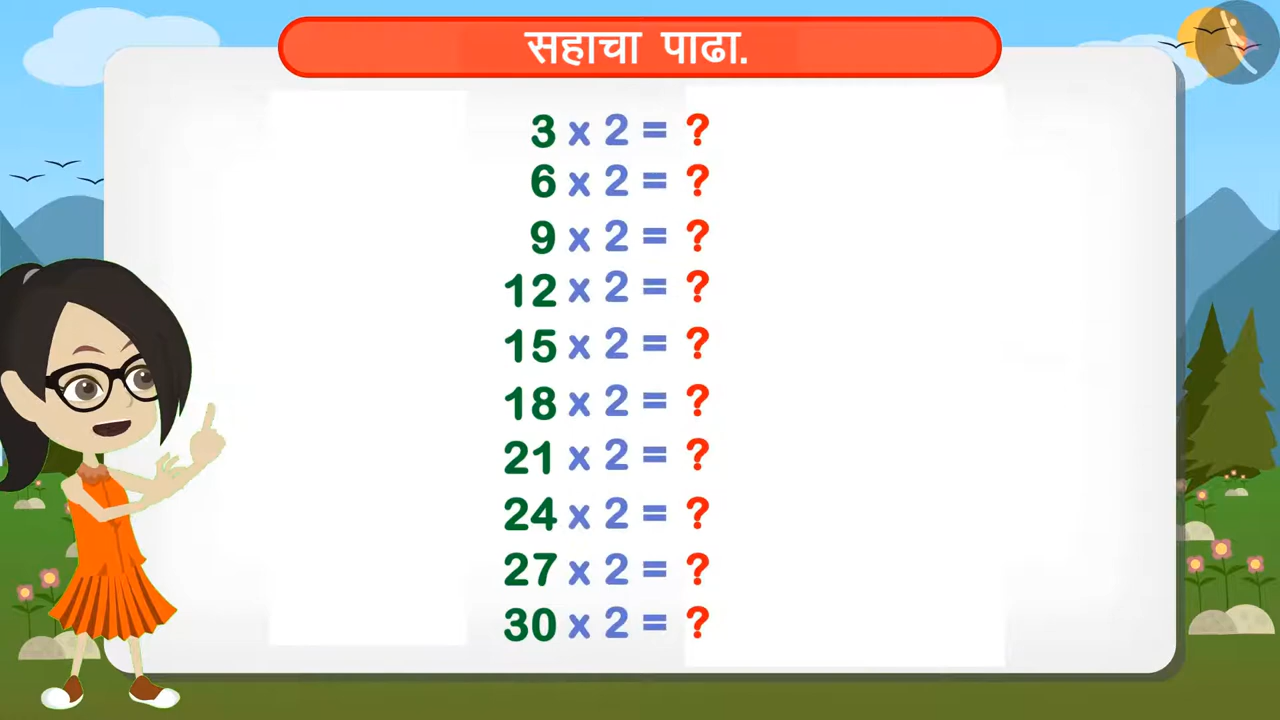 सहाचा पाढा.
3 x 2 = ?
6 x 2 = ?
9 x 2 = ?
12 x 2 = ?
15 x 2 = ?
18 x 2 = ?
21 x 2 = ?
24 x 2 = ?
27 x 2 = ?
30 x 2 = ?